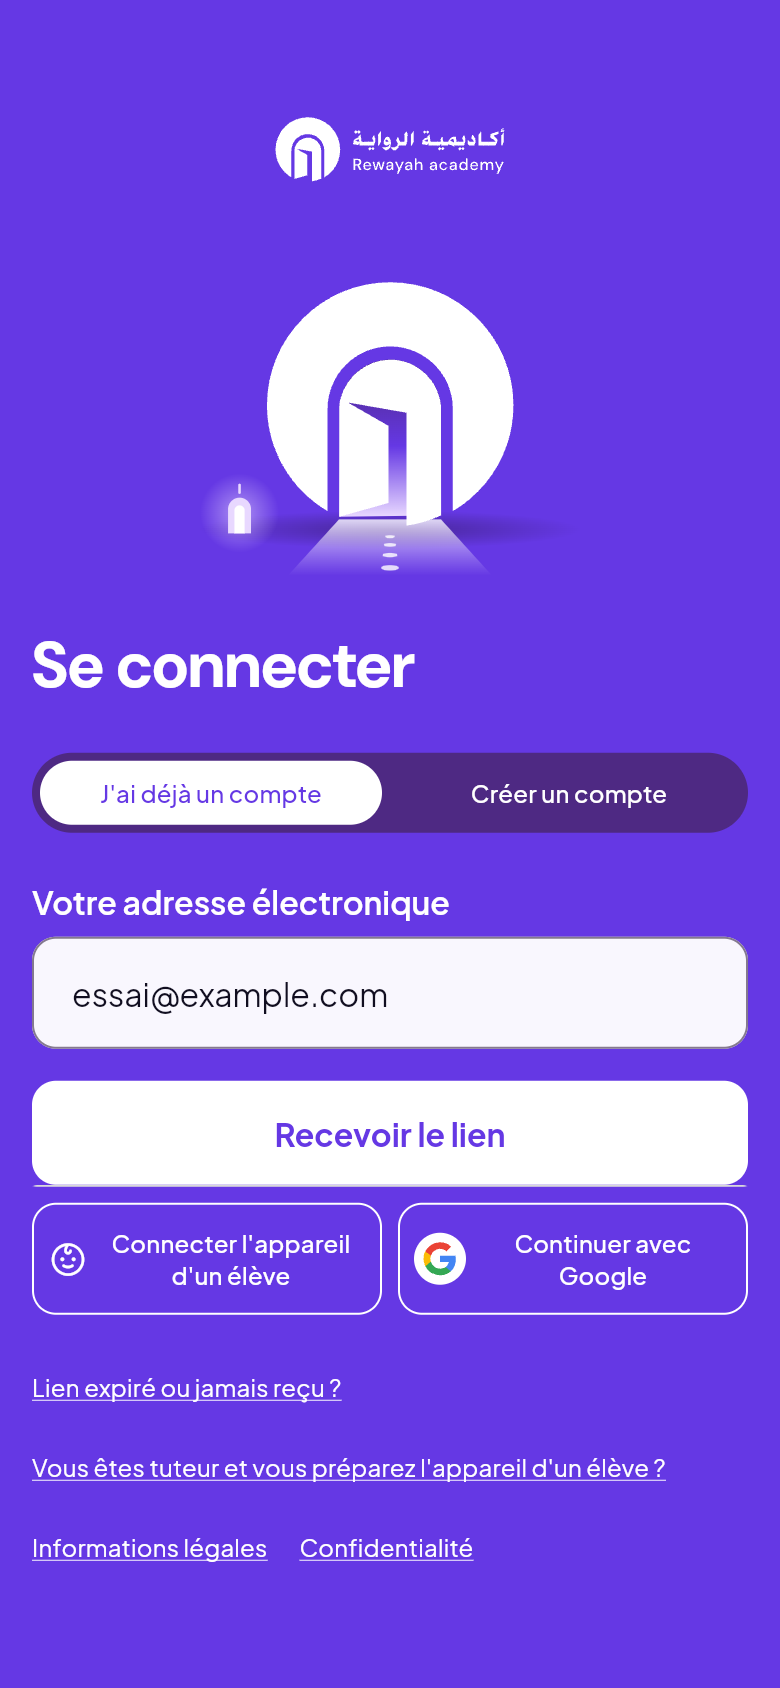 أكاديمية الرواية
Rewayah academy
Se connecter
J'ai déjà un compte
Créer un compte
Votre adresse électronique
essai@example.com
Recevoir le lien
Connecter l'appareil
d'un élève
Continuer avec
Google
Lien expiré ou jamais reçu ?
Vous êtes tuteur et vous préparez l'appareil d'un élève ?
Informations légales
Confidentialité